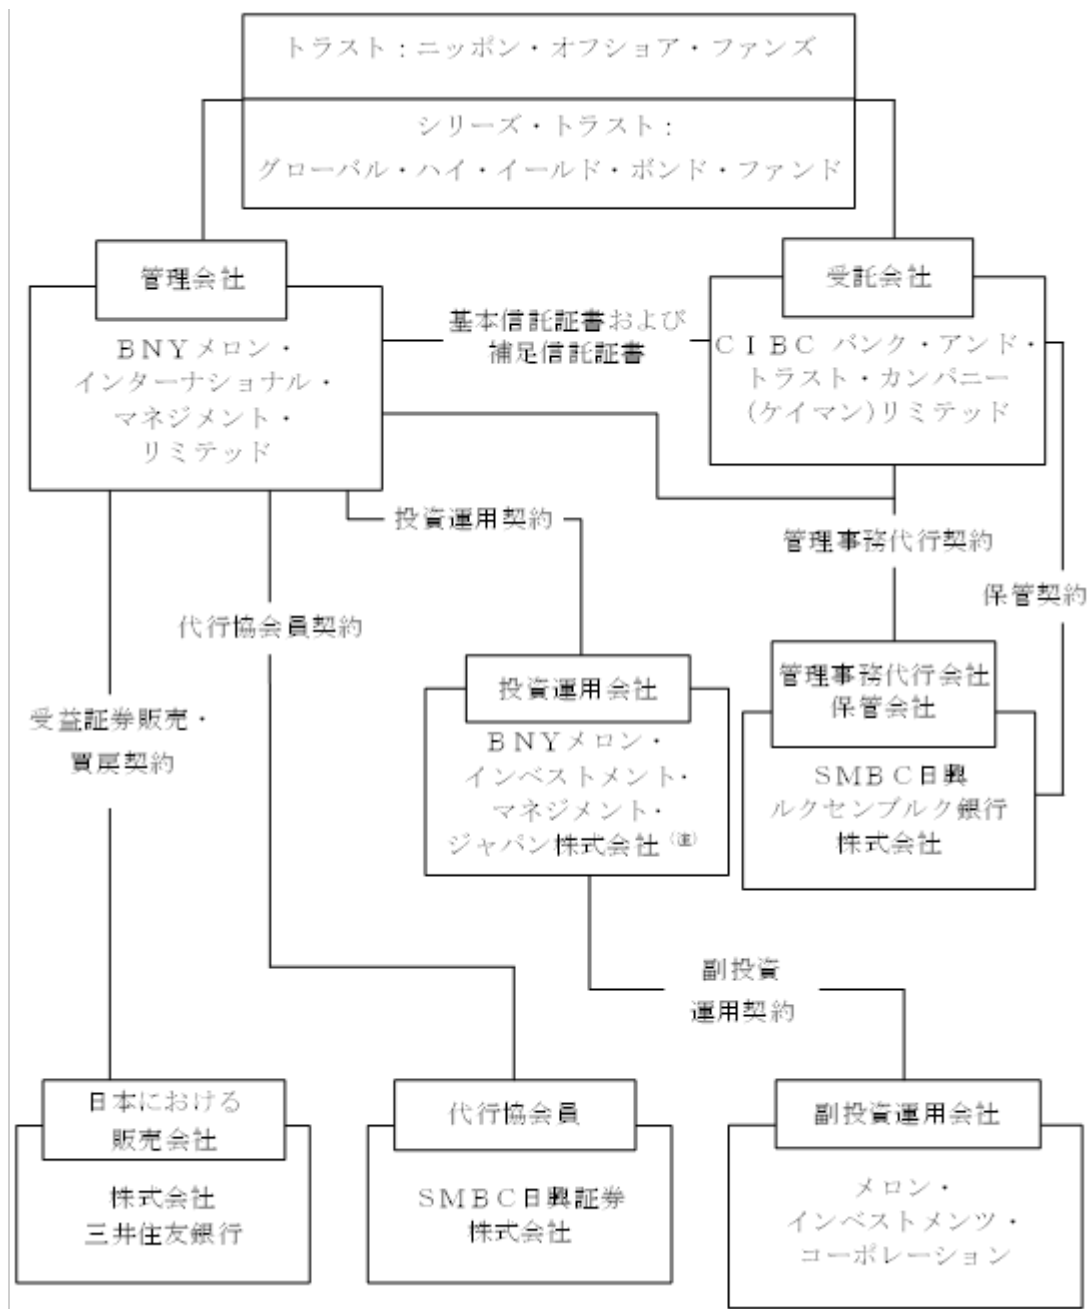 トラスト：ニッポン・オフショア・ファンズ
シリーズ・トラスト：
グローバル・ハイ・イールド・ボンド・ファンド
管理会社
BNYメロン・
インターナショナル・
マネジメント・
リミテッド
基本信託証書および
補足信託証書
受託会社
ＣＩＢＣ バンク・アンド・
トラスト・カンパニー
(ケイマン)リミテッド
投資運用契約
管理事務代行契約
保管契約
代行協会員契約
受益証券販売・
買戻契約
投資運用会社
BNYメロン・
インベストメント・
マネジメント・
ジャパン株式会社（注）
管理事務代行会社
保管会社
SMBC日興
ルクセンブルク銀行
株式会社
副投資
運用契約
日本における
販売会社
株式会社
三井住友銀行
代行協会員
SMBC日興証券
株式会社
副投資運用会社
メロン・
インベストメンツ・
コーポレーション